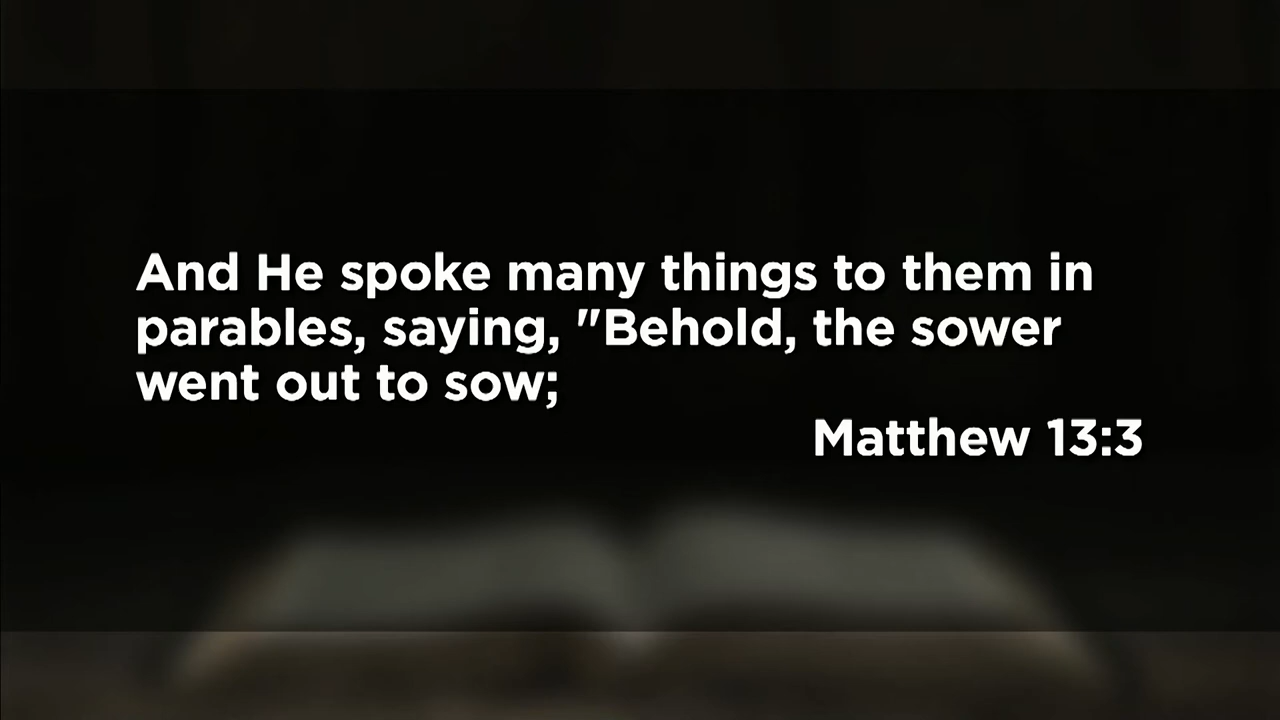 And He spoke many things to them in
parables, saying, "Behold, the sower
went out to sow;
Matthew 13:3